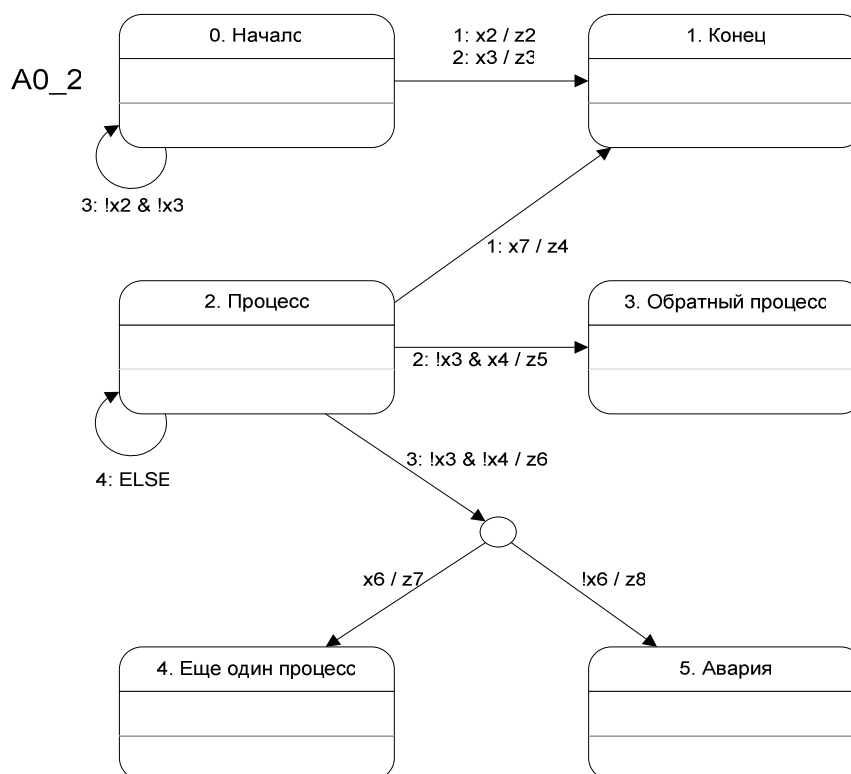 0. Начало
1: x2 / z2
1. Конец
2: x3 / z3
A0_2
3: !x2 & !x3
1: x7 / z4
2. Процесс
3. Обратный процесс
2: !x3 & x4 / z5
3: !x3 & !x4 / z6
4: ELSE
x6 / z7
!x6 / z8
4. Еще один процесс
5. Авария